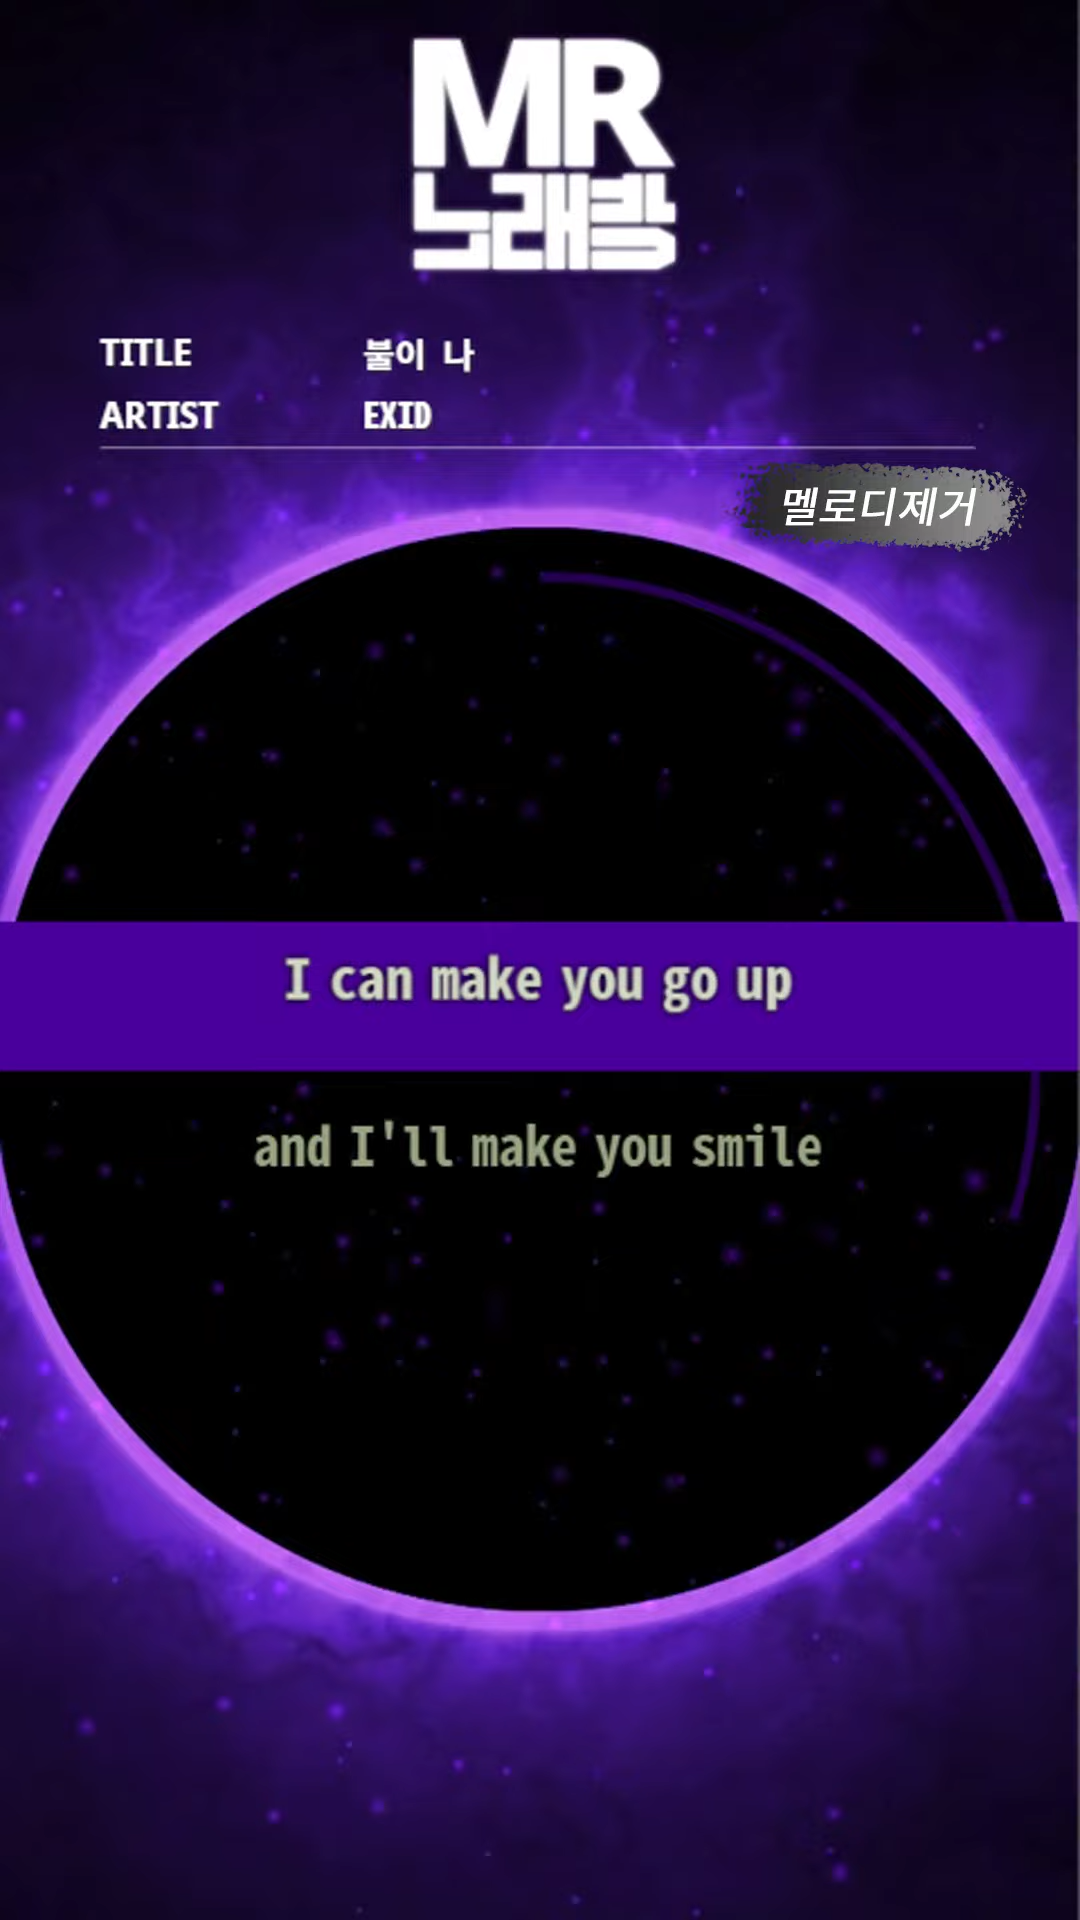 MR
노래방
TITLE 불이 나
ARTIST EXID
멜로디제거
I can make you go up
and I'll make you smile